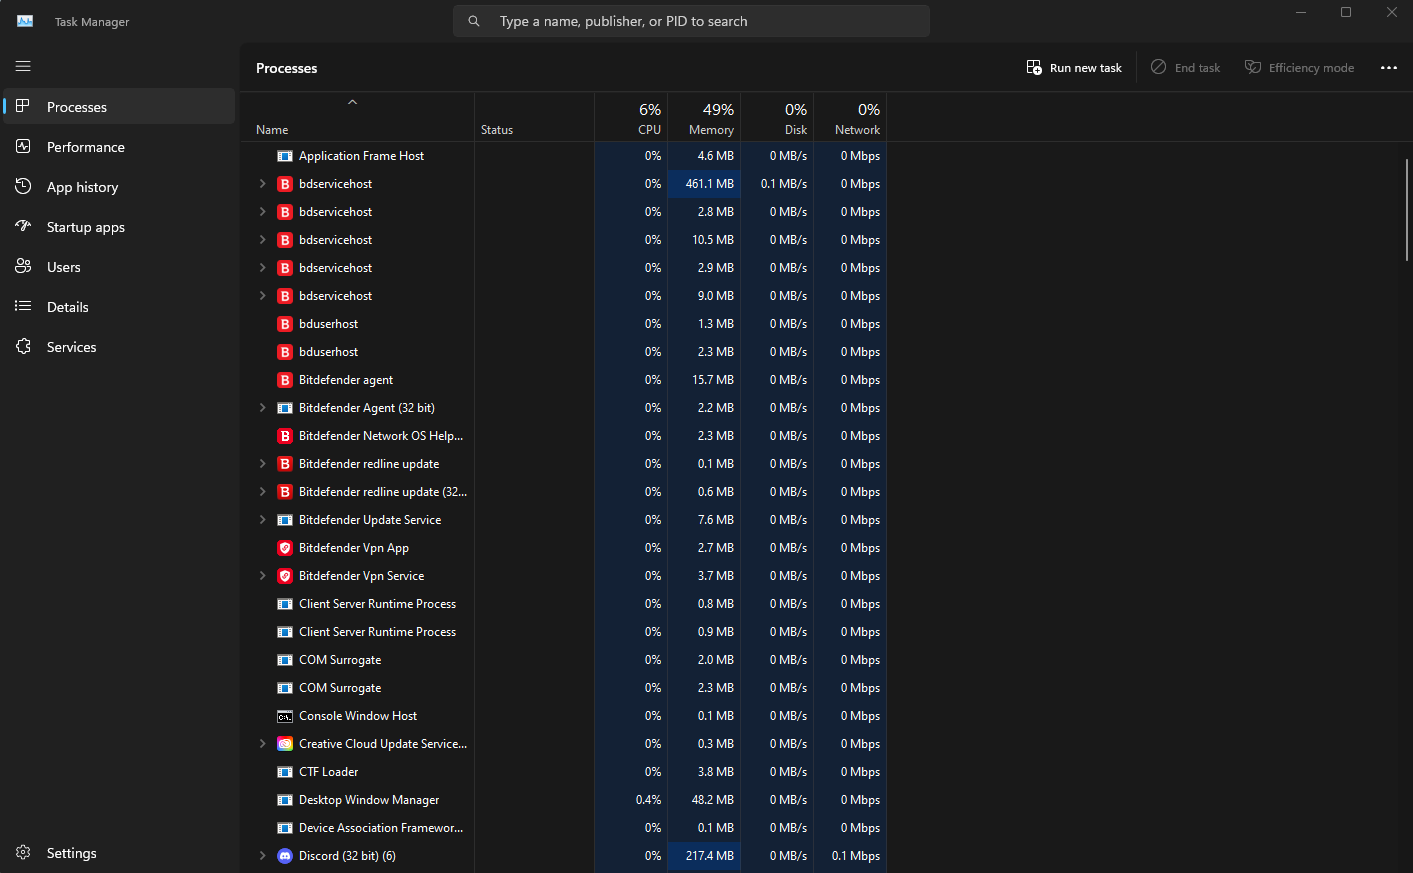 Task Manager
Type a name, publisher, or PID to search
Processes
Run new task
End task
Efficiency mode
Processes
Performance
App history
Startup apps
Users
Details
Services
Settings
6% 49% 0% 0%
Name Status CPU Memory Disk Network
Application Frame Host 0% 4.6 MB 0 MB/s 0 Mbps
bdservicehost 0% 461.1 MB 0.1 MB/s 0 Mbps
bdservicehost 0% 2.8 MB 0 MB/s 0 Mbps
bdservicehost 0% 10.5 MB 0 MB/s 0 Mbps
bdservicehost 0% 2.9 MB 0 MB/s 0 Mbps
bdservicehost 0% 9.0 MB 0 MB/s 0 Mbps
bduserhost 0% 1.3 MB 0 MB/s 0 Mbps
bduserhost 0% 2.3 MB 0 MB/s 0 Mbps
Bitdefender agent 0% 15.7 MB 0 MB/s 0 Mbps
Bitdefender Agent (32 bit) 0% 2.2 MB 0 MB/s 0 Mbps
Bitdefender Network OS Help... 0% 2.3 MB 0 MB/s 0 Mbps
Bitdefender redline update 0% 0.1 MB 0 MB/s 0 Mbps
Bitdefender redline update (32... 0% 0.6 MB 0 MB/s 0 Mbps
Bitdefender Update Service 0% 7.6 MB 0 MB/s 0 Mbps
Bitdefender Vpn App 0% 2.7 MB 0 MB/s 0 Mbps
Bitdefender Vpn Service 0% 3.7 MB 0 MB/s 0 Mbps
Client Server Runtime Process 0% 0.8 MB 0 MB/s 0 Mbps
Client Server Runtime Process 0% 0.9 MB 0 MB/s 0 Mbps
COM Surrogate 0% 2.0 MB 0 MB/s 0 Mbps
COM Surrogate 0% 2.3 MB 0 MB/s 0 Mbps
Console Window Host 0% 0.1 MB 0 MB/s 0 Mbps
Creative Cloud Update Service... 0% 0.3 MB 0 MB/s 0 Mbps
CTF Loader 0% 3.8 MB 0 MB/s 0 Mbps
Desktop Window Manager 0.4% 48.2 MB 0 MB/s 0 Mbps
Device Association Framewor... 0% 0.1 MB 0 MB/s 0 Mbps
Discord (32 bit) (6) 0% 217.4 MB 0 MB/s 0.1 Mbps